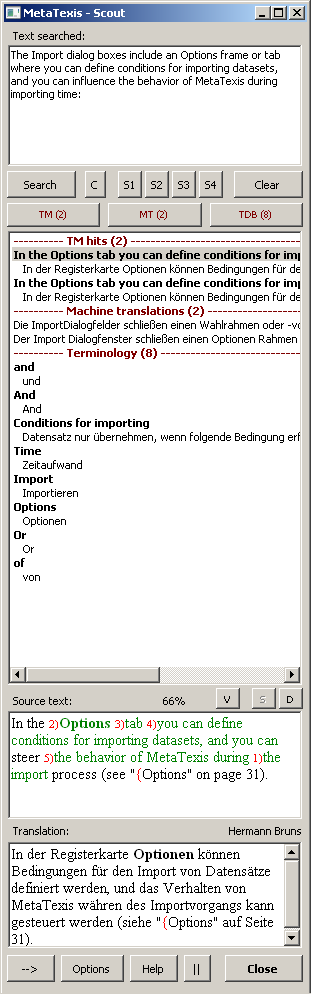 MetaTexis - Scout
Text searched:
The Import dialog boxes include an Options frame or tab
where you can define conditions for importing datasets,
and you can influence the behavior of MetaTexis during
importing time:
Search C S1 S2 S3 S4 Clear
TM (2) MT (2) TDB (8)
---------- TM hits (2) ----------
In the Options tab you can define conditions for imp
In der Registerkarte Optionen können Bedingungen für de
In the Options tab you can define conditions for imp
In der Registerkarte Optionen können Bedingungen für de
---------- Machine translations (2) ----------
Die ImportDialogfelder schließen einen Wahlrahmen oder -vo
Der Import Dialogfenster schließen einen Optionen Rahmen
---------- Terminology (8) ----------
and
und
And
And
Conditions for importing
Datensatz nur übernehmen, wenn folgende Bedingung erf
Time
Zeitaufwand
Import
Importieren
Options
Optionen
Or
Or
of
von
Source text: 66% V S D
In the 2)Options 3)tab 4)you can define
conditions for importing datasets, and you can
steer 5)the behavior of MetaTexis during 1)the
import process (see "{Options" on page 31).
Translation: Hermann Bruns
In der Registerkarte Optionen können
Bedingungen für den Import von Datensätze
definiert werden, und das Verhalten von
MetaTexis währen des Importvorgangs kann
gesteuert werden (siehe "{Options" auf Seite
31).
--> Options Help || Close